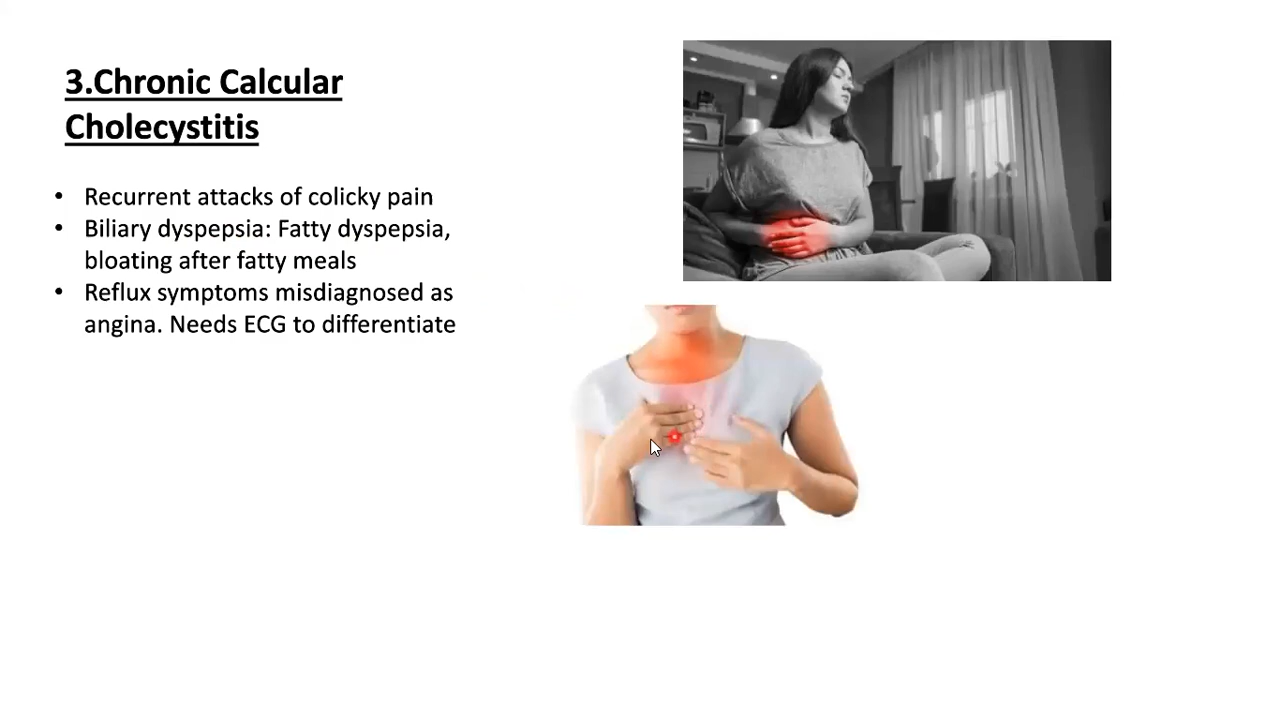 3.Chronic Calcular
Cholecystitis
• Recurrent attacks of colicky pain
• Biliary dyspepsia: Fatty dyspepsia,
bloating after fatty meals
• Reflux symptoms misdiagnosed as
angina. Needs ECG to differentiate